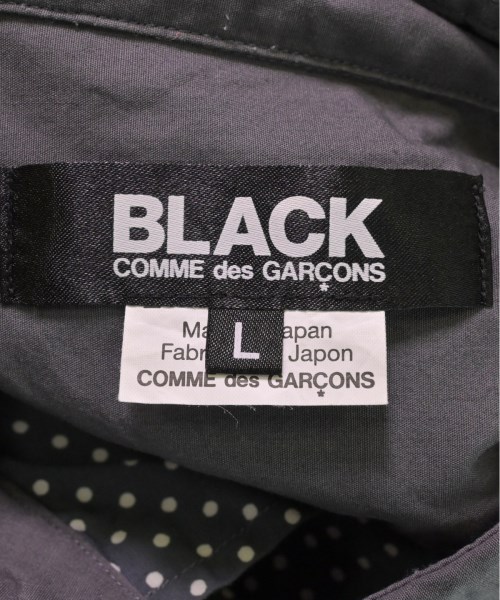 BLACK
COMME des GARÇONS
Ma L apan
Fabr Japon
COMME des GARÇONS